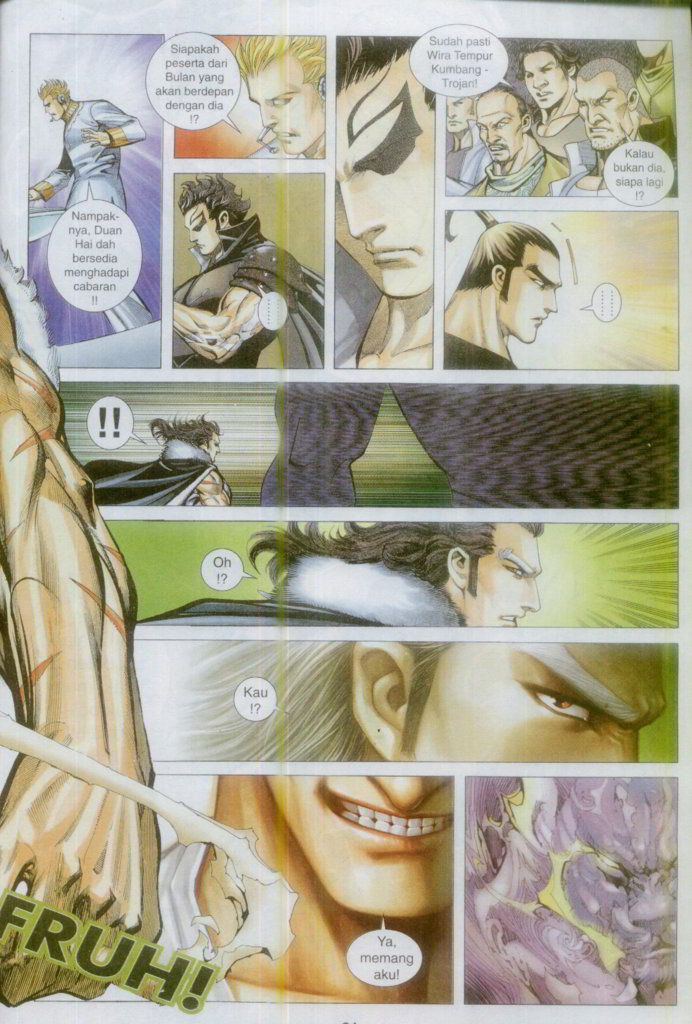 Nampak-
nya, Duan
Hai dah
bersedia
menghadapi
cabaran
!!
Siapakah
peserta dari
Bulan yang
akan berdepan
dengan dia
!?
Sudah pasti
Wira Tempur
Kumbang -
Trojan!
Kalau
bukan dia,
siapa lagi
!?
!!
Oh
!?
Kau
!?
Ya,
memang
aku!
FRUH!